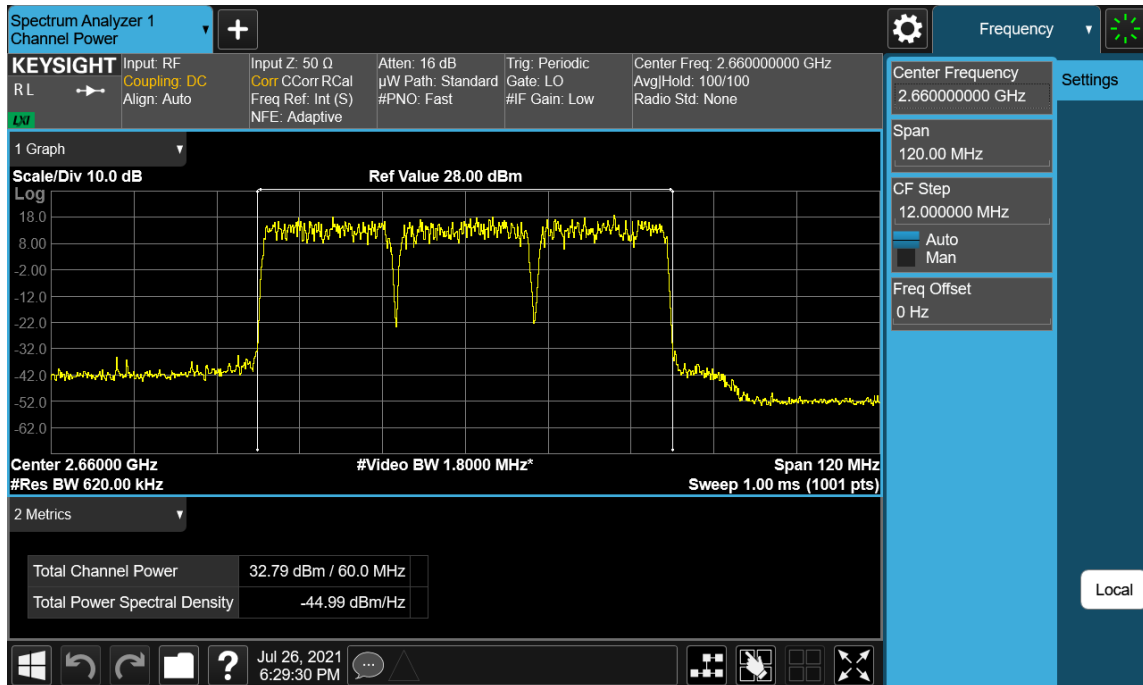 Spectrum Analyzer 1
Channel Power
+
Frequency
KEYSIGHT
R L
LXI
Input: RF
Coupling: DC
Align: Auto
Input Z: 50 Ω
Corr CCorr RCal
Freq Ref: Int (S)
NFE: Adaptive
Atten: 16 dB
µW Path: Standard
#PNO: Fast
Trig: Periodic
Gate: LO
#IF Gain: Low
Center Freq: 2.660000000 GHz
Avg|Hold: 100/100
Radio Std: None
Center Frequency
2.660000000 GHz
Settings
Span
120.00 MHz
CF Step
12.000000 MHz
Auto
Man
Freq Offset
0 Hz
1 Graph
Scale/Div 10.0 dB
Ref Value 28.00 dBm
Log
18.0
8.00
-2.00
-12.0
-22.0
-32.0
-42.0
-52.0
-62.0
Center 2.66000 GHz
#Video BW 1.8000 MHz*
Span 120 MHz
#Res BW 620.00 kHz
Sweep 1.00 ms (1001 pts)
2 Metrics
Total Channel Power 32.79 dBm / 60.0 MHz
Total Power Spectral Density -44.99 dBm/Hz
Local
?
Jul 26, 2021
6:29:30 PM